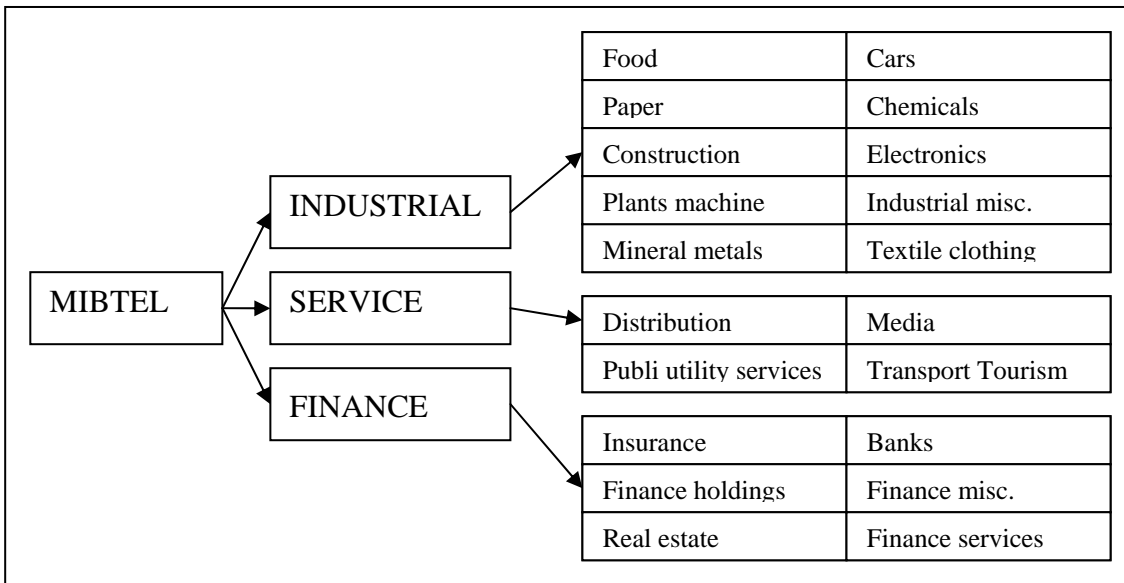 MIBTEL
INDUSTRIAL
SERVICE
FINANCE
Food Cars
Paper Chemicals
Construction Electronics
Plants machine Industrial misc.
Mineral metals Textile clothing
Distribution Media
Publi utility services Transport Tourism
Insurance Banks
Finance holdings Finance misc.
Real estate Finance services